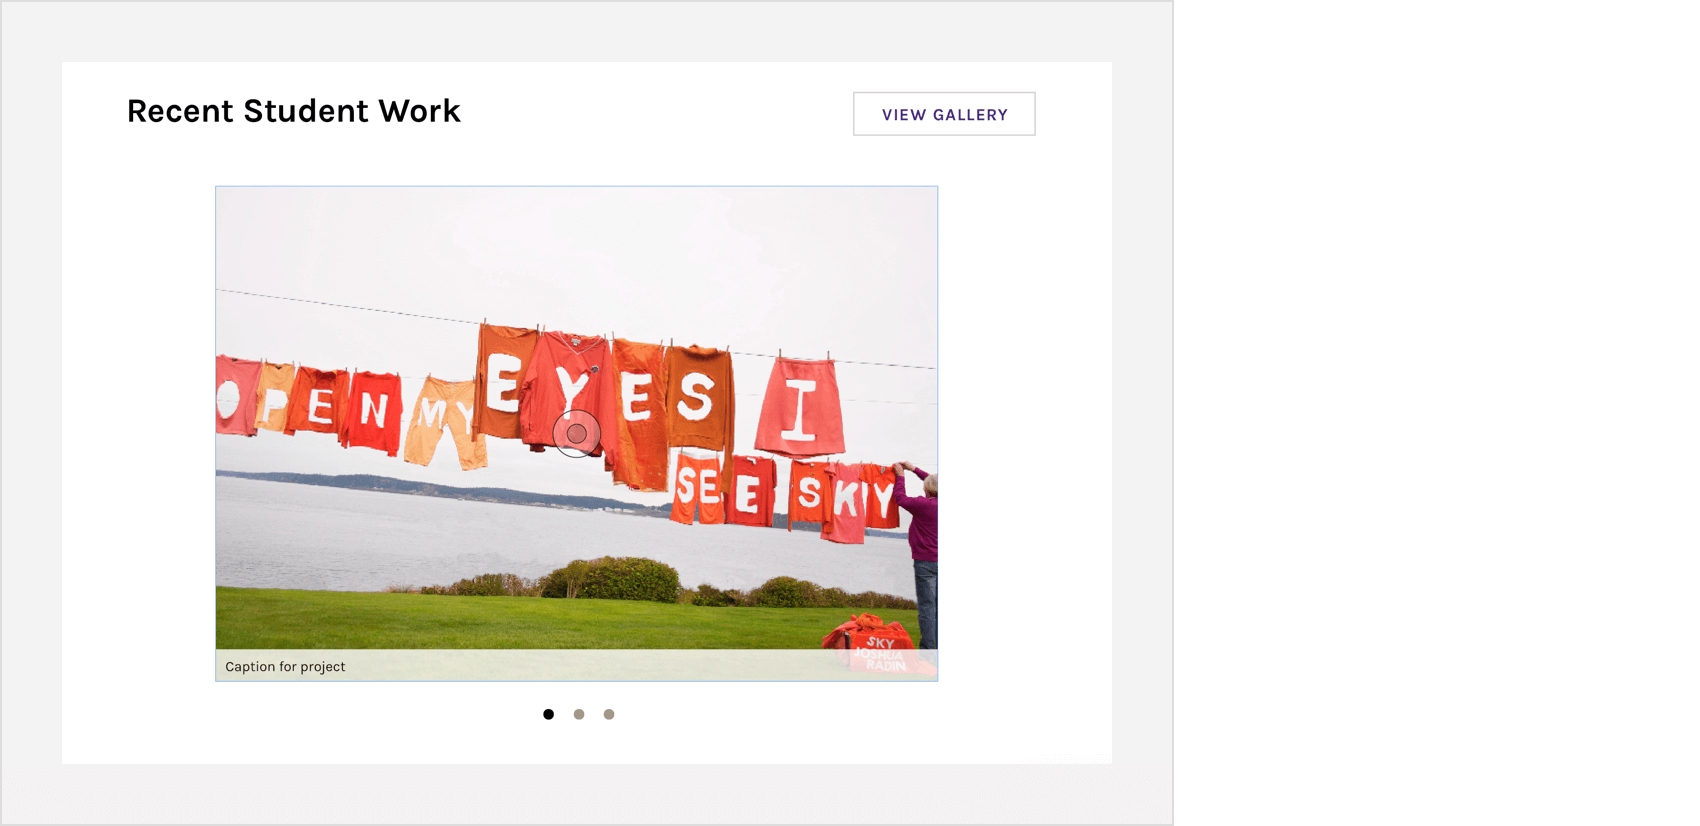 Recent Student Work
VIEW GALLERY
OPEN MY EYES I
SEE SKY
SKY
JOSHUA
RADIN
Caption for project